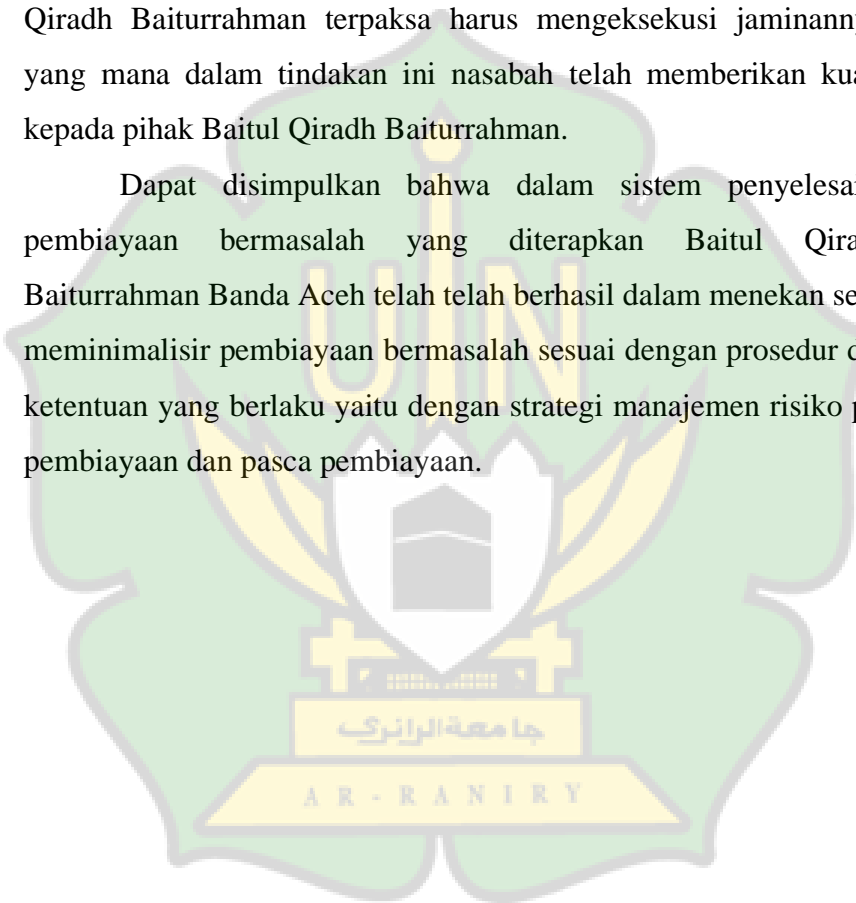 Qiradh Baiturrahman terpaksa harus mengeksekusi jaminanny
yang mana dalam tindakan ini nasabah telah memberikan kua
kepada pihak Baitul Qiradh Baiturrahman.
Dapat disimpulkan bahwa dalam sistem penyelesai
pembiayaan bermasalah yang diterapkan Baitul Qira
Baiturrahman Banda Aceh telah telah berhasil dalam menekan se
meminimalisir pembiayaan bermasalah sesuai dengan prosedur d
ketentuan yang berlaku yaitu dengan strategi manajemen risiko p
pembiayaan dan pasca pembiayaan.
UIN
جامعة الرانري
AR-RANIRY